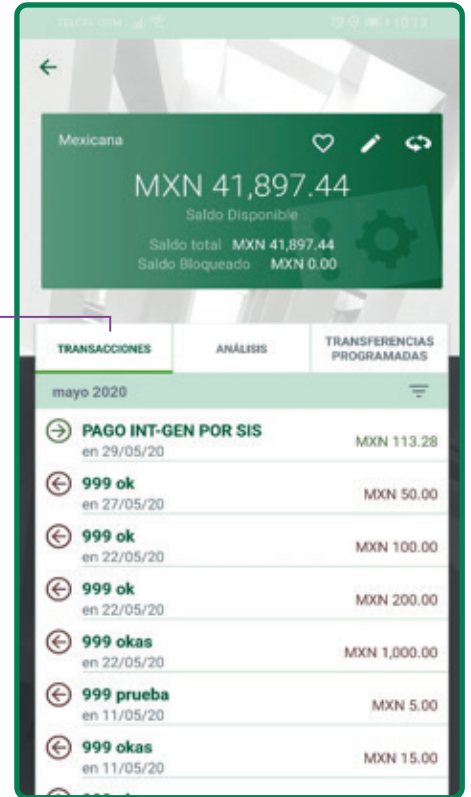 Mexicana
MXN 41,897.44
Saldo Disponible
Saldo total MXN 41,897.44
Saldo Bloqueado MXN 0.00
TRANSACCIONES ANÁLISIS TRANSFERENCIAS PROGRAMADAS
mayo 2020
PAGO INT-GEN POR SIS
en 29/05/20 MXN 113.28
999 ok
en 27/05/20 MXN 50.00
999 ok
en 22/05/20 MXN 100.00
999 ok
en 22/05/20 MXN 200.00
999 okas
en 22/05/20 MXN 1,000.00
999 prueba
en 11/05/20 MXN 5.00
999 okas
en 11/05/20 MXN 15.00